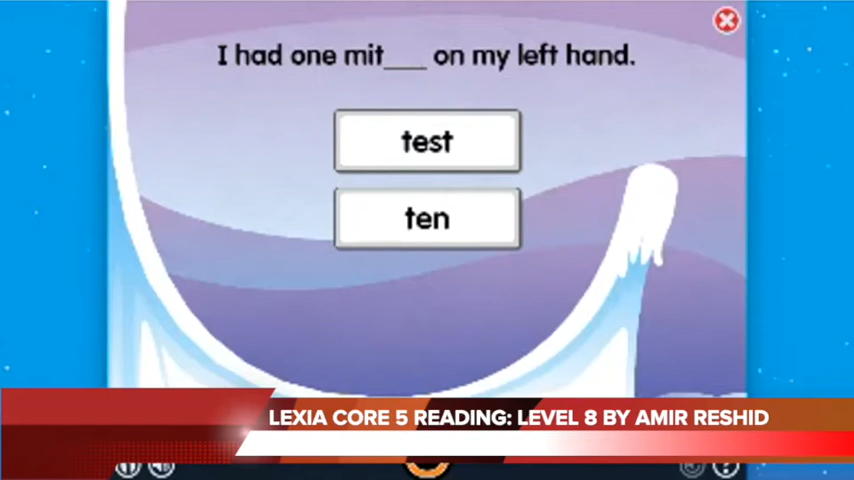 I had one mit___ on my left hand.
test
ten
LEXIA CORE 5 READING: LEVEL 8 BY AMIR RESHID